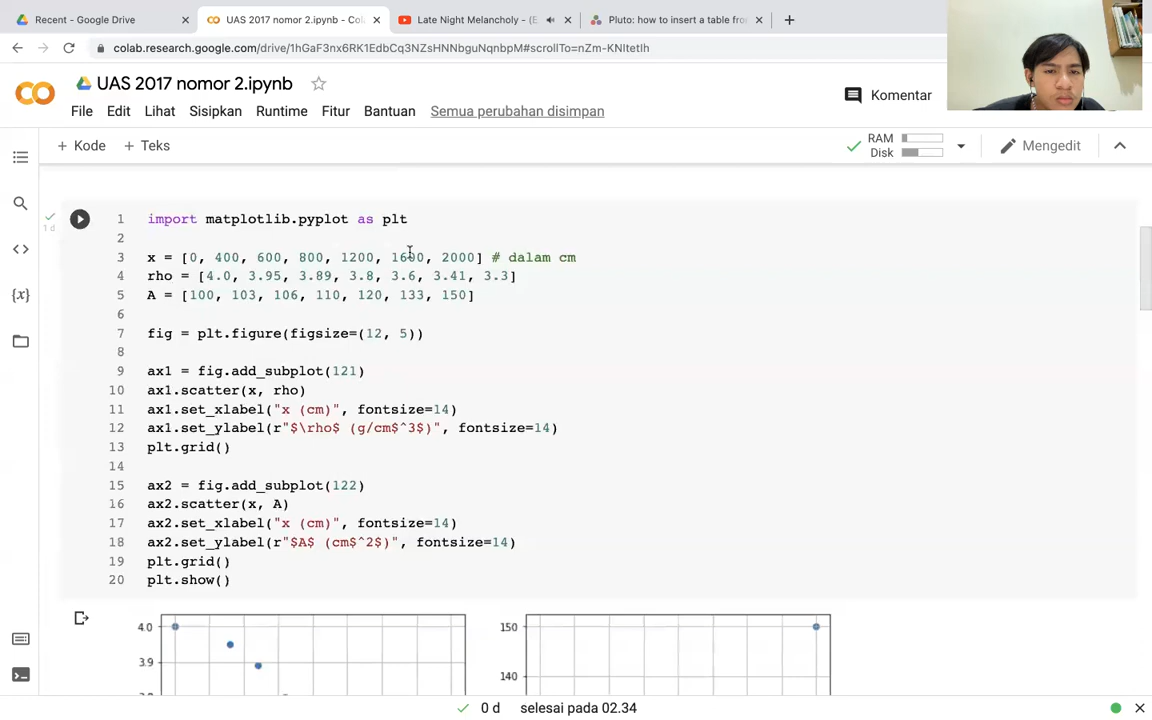 Recent - Google Drive
UAS 2017 nomor 2.ipynb - Co
Late Night Melancholy - (E
Pluto: how to insert a table fro
colab.research.google.com/drive/1hGaF3nx6RK1EdbCq3NZsHNNbguNqnbpM#scrollTo=nZm-KNItetIh
UAS 2017 nomor 2.ipynb
Komentar
File Edit Lihat Sisipkan Runtime Fitur Bantuan Semua perubahan disimpan
+ Kode + Teks
RAM
Disk
Mengedit
1 d
1 import matplotlib.pyplot as plt
2
3 x = [0, 400, 600, 800, 1200, 1600, 2000] # dalam cm
4 rho = [4.0, 3.95, 3.89, 3.8, 3.6, 3.41, 3.3]
5 A = [100, 103, 106, 110, 120, 133, 150]
6
7 fig = plt.figure(figsize=(12, 5))
8
9 ax1 = fig.add_subplot(121)
10 ax1.scatter(x, rho)
11 ax1.set_xlabel("x (cm)", fontsize=14)
12 ax1.set_ylabel(r"$\rho$ (g/cm$^3$)", fontsize=14)
13 plt.grid()
14
15 ax2 = fig.add_subplot(122)
16 ax2.scatter(x, A)
17 ax2.set_xlabel("x (cm)", fontsize=14)
18 ax2.set_ylabel(r"$A$ (cm$^2$)", fontsize=14)
19 plt.grid()
20 plt.show()
4.0
3.9
150
140
0 d selesai pada 02.34